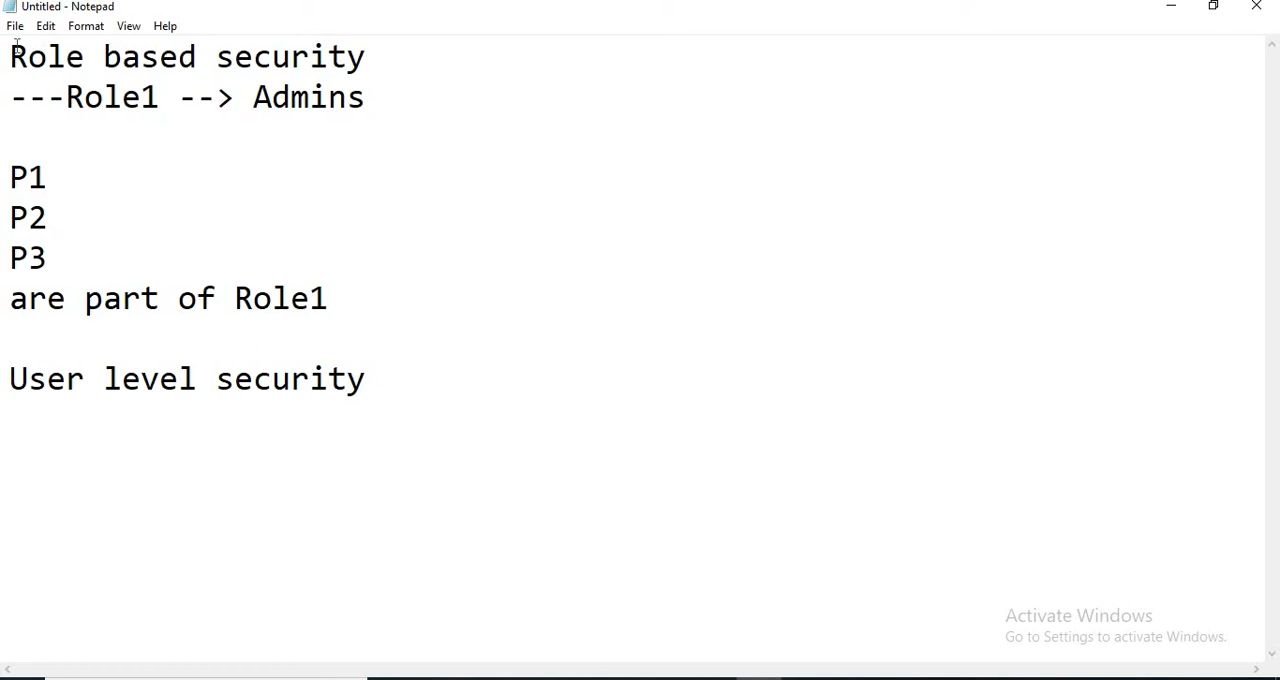 Untitled - Notepad
File Edit Format View Help
Role based security
---Role1 --> Admins
P1
P2
P3
are part of Role1
User level security
Activate Windows
Go to Settings to activate Windows.